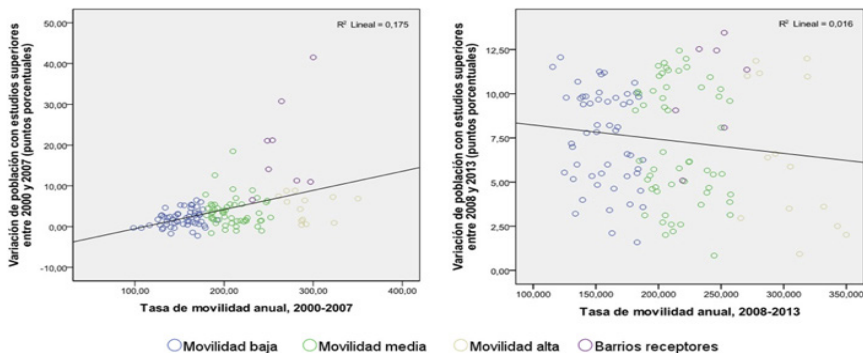 Variación de población con estudios superiores
entre 2000 y 2007 (puntos porcentuales)
50,00
40,00
30,00
20,00
10,00
0,00
-10,00
R² Lineal = 0,175
100,00 200,00 300,00 400,00
Tasa de movilidad anual, 2000-2007
Variación de población con estudios superiores
entre 2008 y 2013 (puntos porcentuales)
12,50
10,00
7,50
5,00
2,50
0,00
R² Lineal = 0,016
100,000 150,000 200,000 250,000 300,000 350,000
Tasa de movilidad anual, 2008-2013
Movilidad baja Movilidad media Movilidad alta Barrios receptores